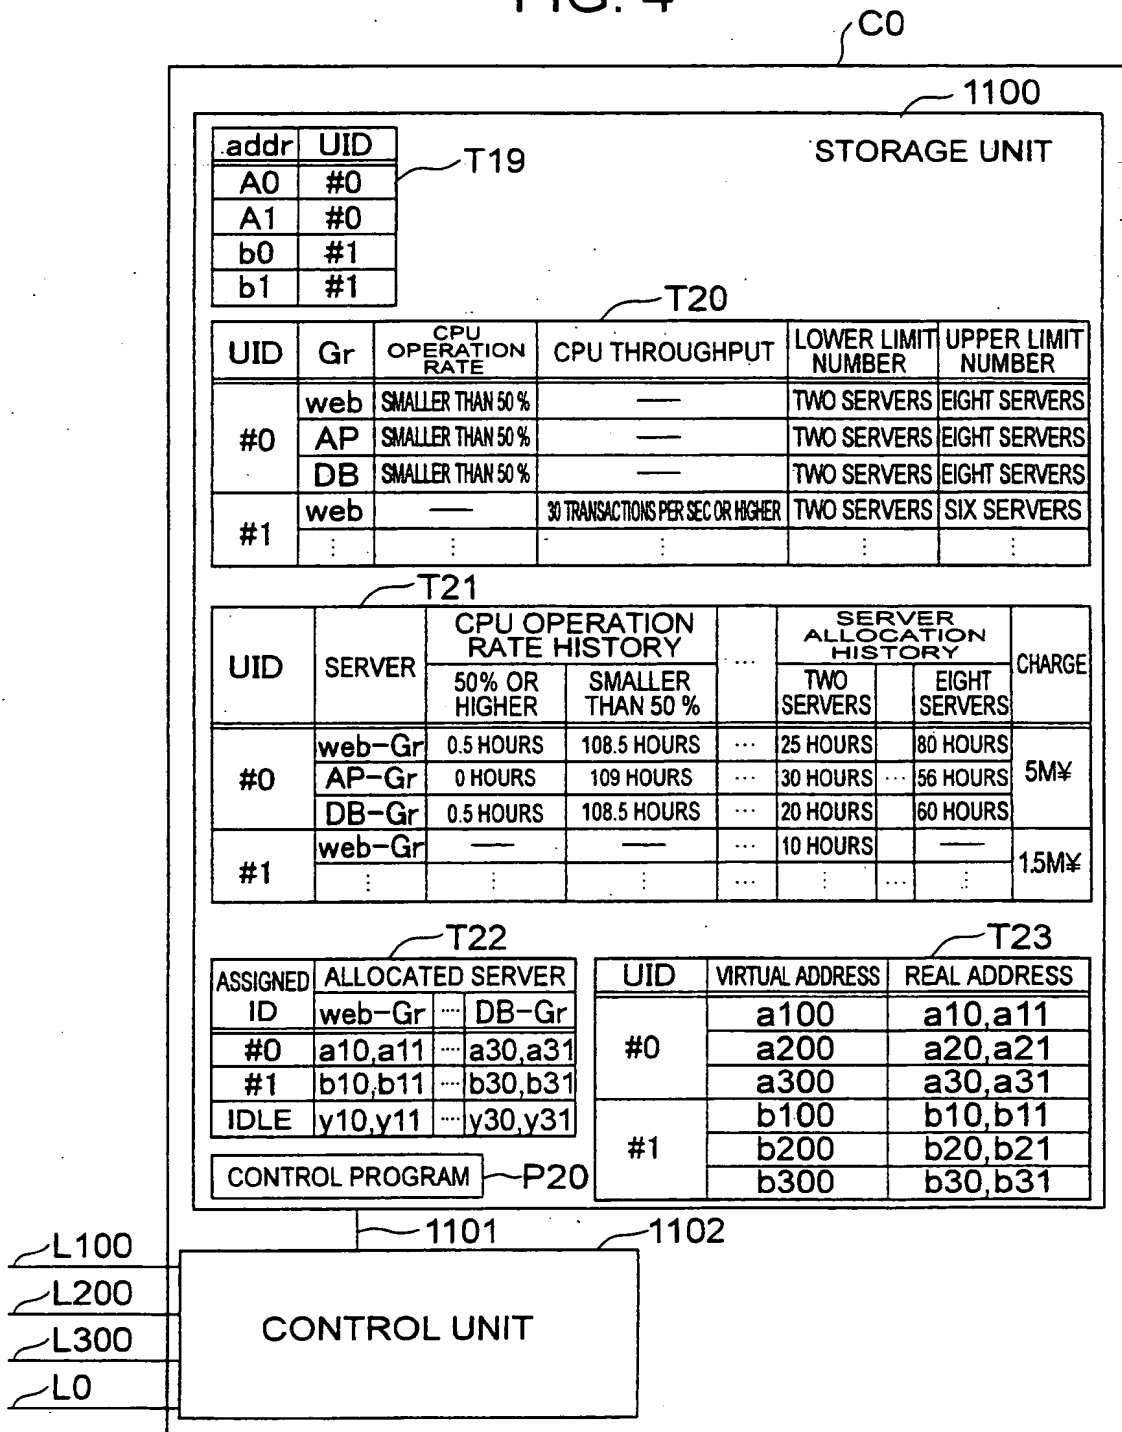 FIG. 4
C0
1100
STORAGE UNIT
addr UID
A0 #0
A1 #0
b0 #1
b1 #1
T19
T20
UID Gr CPU OPERATION RATE CPU THROUGHPUT LOWER LIMIT NUMBER UPPER LIMIT NUMBER
#0 web SMALLER THAN 50 % — TWO SERVERS EIGHT SERVERS
AP SMALLER THAN 50 % — TWO SERVERS EIGHT SERVERS
DB SMALLER THAN 50 % — TWO SERVERS EIGHT SERVERS
#1 web — 30 TRANSACTIONS PER SEC OR HIGHER TWO SERVERS SIX SERVERS
⋮ ⋮ ⋮ ⋮ ⋮
T21
UID SERVER CPU OPERATION RATE HISTORY ... SERVER ALLOCATION HISTORY CHARGE
50% OR HIGHER SMALLER THAN 50 % TWO SERVERS EIGHT SERVERS
#0 web-Gr 0.5 HOURS 108.5 HOURS ... 25 HOURS 80 HOURS 5M¥
AP-Gr 0 HOURS 109 HOURS ... 30 HOURS ... 56 HOURS
DB-Gr 0.5 HOURS 108.5 HOURS ... 20 HOURS 60 HOURS
#1 web-Gr — — ... 10 HOURS — 1.5M¥
⋮ ⋮ ⋮ ... ⋮ ... ⋮
T22
ASSIGNED ID ALLOCATED SERVER
web-Gr .... DB-Gr
#0 a10,a11 .... a30,a31
#1 b10,b11 .... b30,b31
IDLE y10,y11 .... y30,y31
CONTROL PROGRAM
P20
T23
UID VIRTUAL ADDRESS REAL ADDRESS
#0 a100 a10,a11
a200 a20,a21
a300 a30,a31
#1 b100 b10,b11
b200 b20,b21
b300 b30,b31
1101
1102
L100
L200
L300
L0
CONTROL UNIT